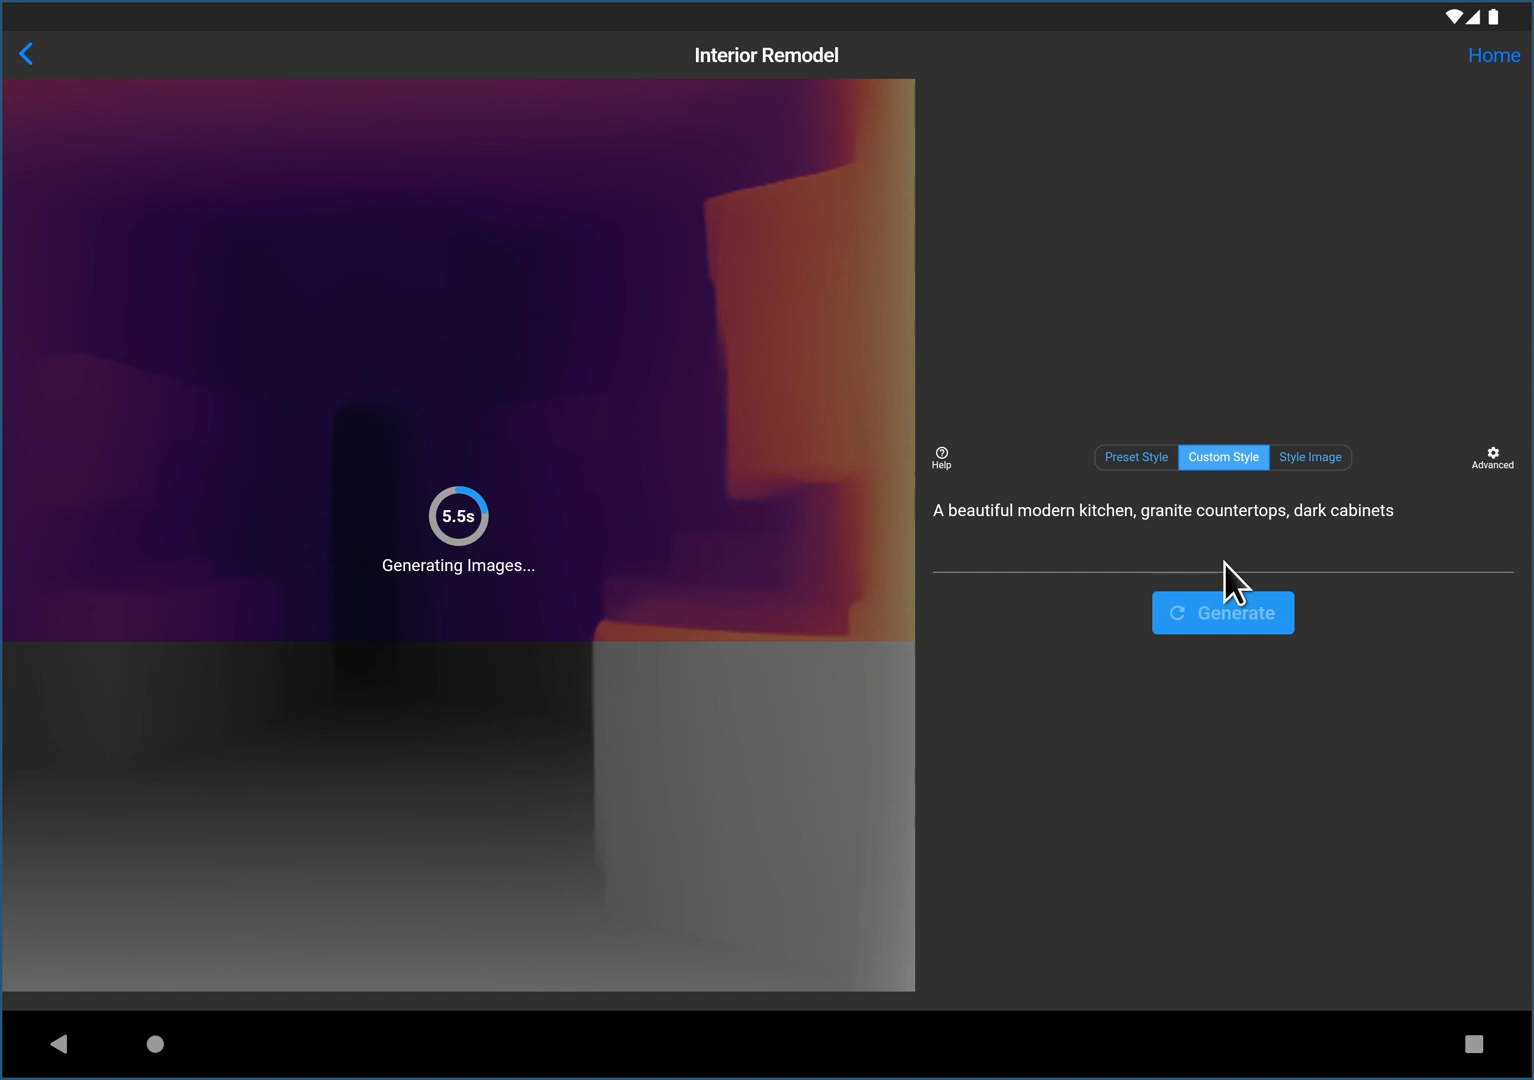 Interior Remodel
Home
5.5s
Generating Images...
Help
Preset Style
Custom Style
Style Image
Advanced
A beautiful modern kitchen, granite countertops, dark cabinets
Generate